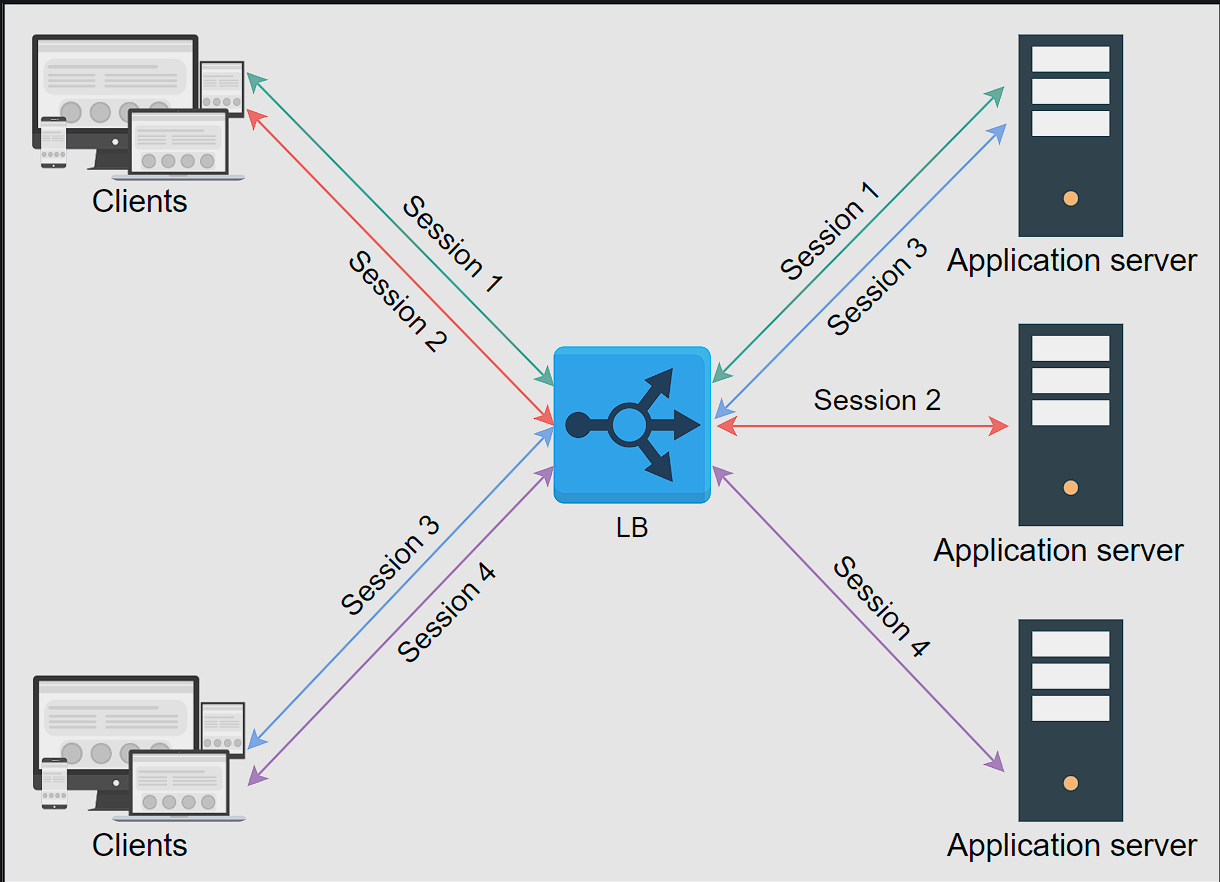 Clients
Session 1
Session 2
Session 1
Session 3
Application server
Session 2
LB
Application server
Session 3
Session 4
Session 4
Clients
Application server